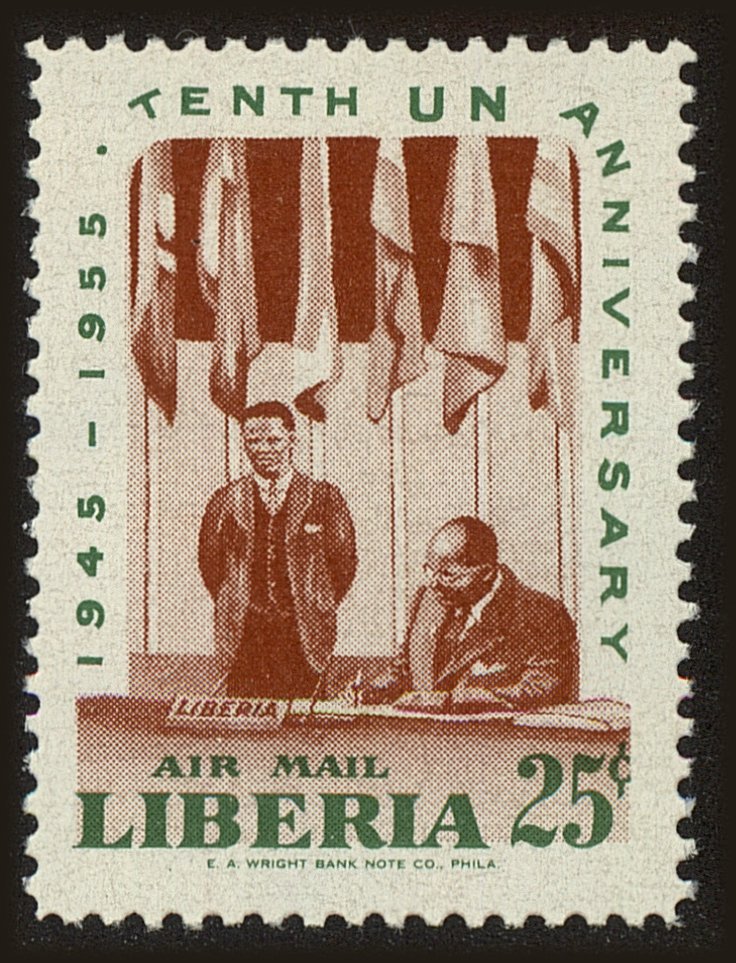 1945 – 1955 • TENTH UN ANNIVERSARY
LIBERIA
AIR MAIL
LIBERIA 25¢
E. A. WRIGHT BANK NOTE CO., PHILA.